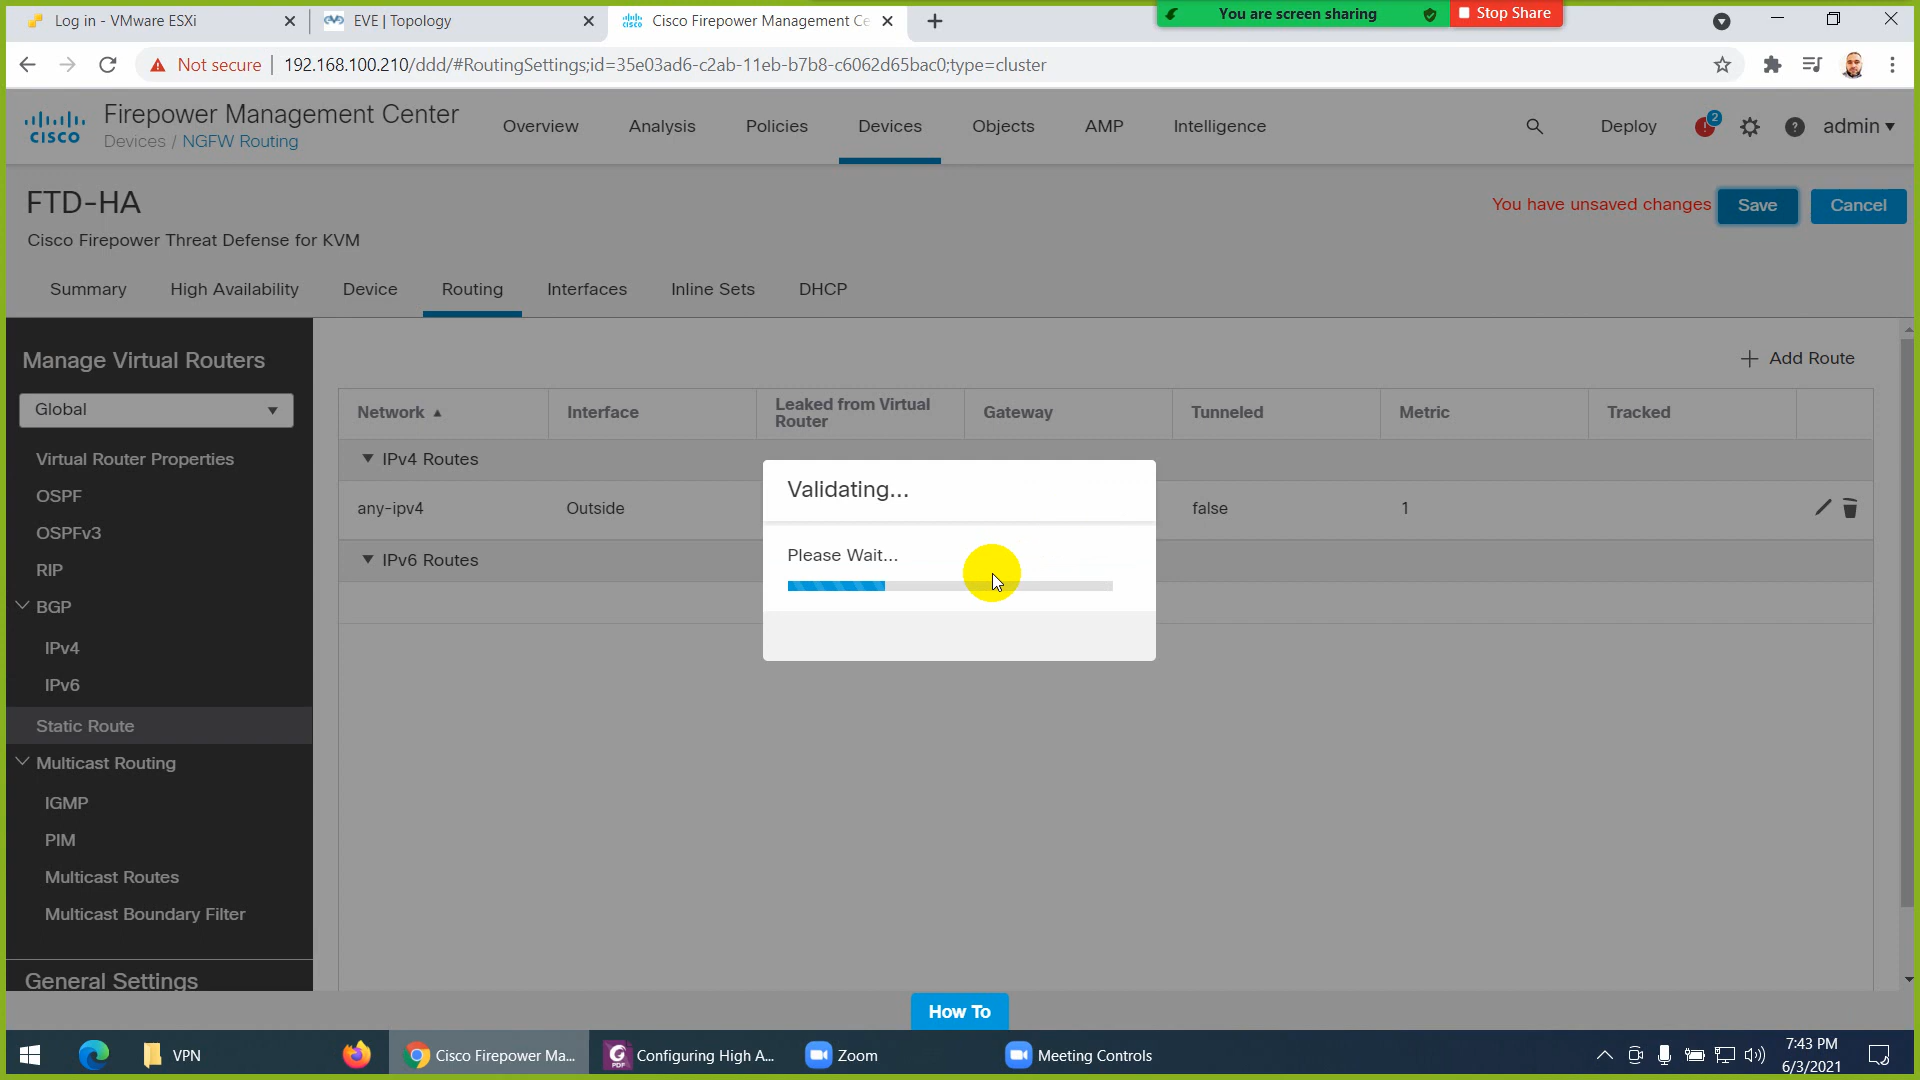 Log in - VMware ESXi
EVE | Topology
Cisco Firepower Management Ce
You are screen sharing
Stop Share
Not secure
192.168.100.210/ddd/#RoutingSettings;id=35e03ad6-c2ab-11eb-b7b8-c6062d65bac0;type=cluster
cisco
Firepower Management Center
Devices / NGFW Routing
Overview
Analysis
Policies
Devices
Objects
AMP
Intelligence
Deploy
2
admin
FTD-HA
Cisco Firepower Threat Defense for KVM
You have unsaved changes
Save
Cancel
Summary
High Availability
Device
Routing
Interfaces
Inline Sets
DHCP
Manage Virtual Routers
Global
Virtual Router Properties
OSPF
OSPFv3
RIP
BGP
IPv4
IPv6
Static Route
Multicast Routing
IGMP
PIM
Multicast Routes
Multicast Boundary Filter
General Settings
+ Add Route
Network
Interface
Leaked from Virtual
Router
Gateway
Tunneled
Metric
Tracked
IPv4 Routes
any-ipv4
Outside
false
1
IPv6 Routes
Validating...
Please Wait...
How To
VPN
Cisco Firepower Ma...
PDF
Configuring High A...
Zoom
Meeting Controls
7:43 PM
6/3/2021